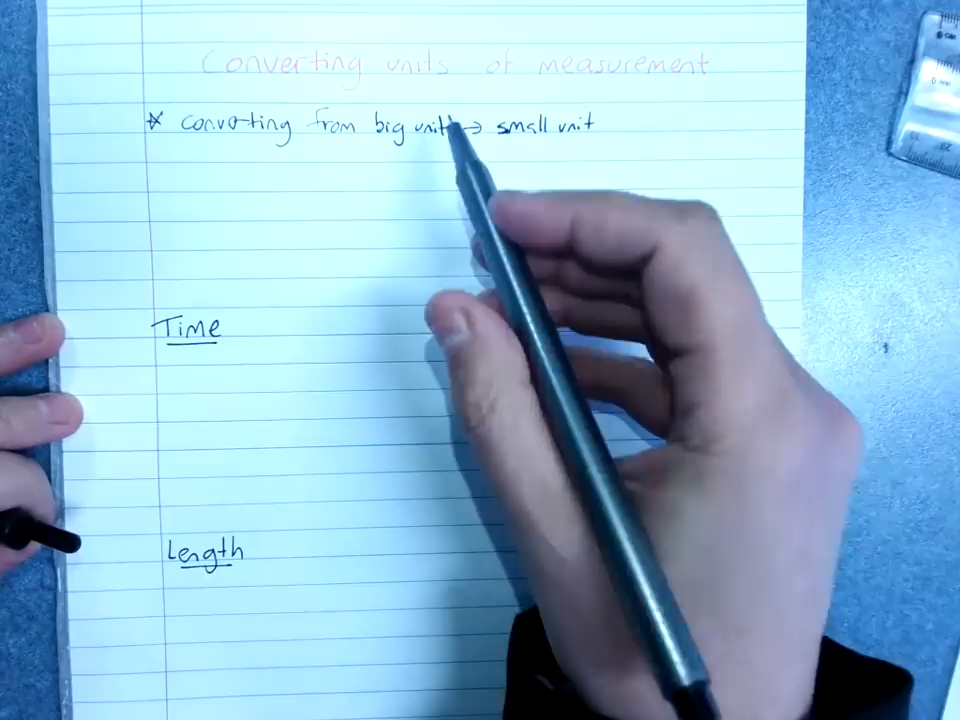 Converting units of measurement
* converting from big unit → small unit
Time
Length